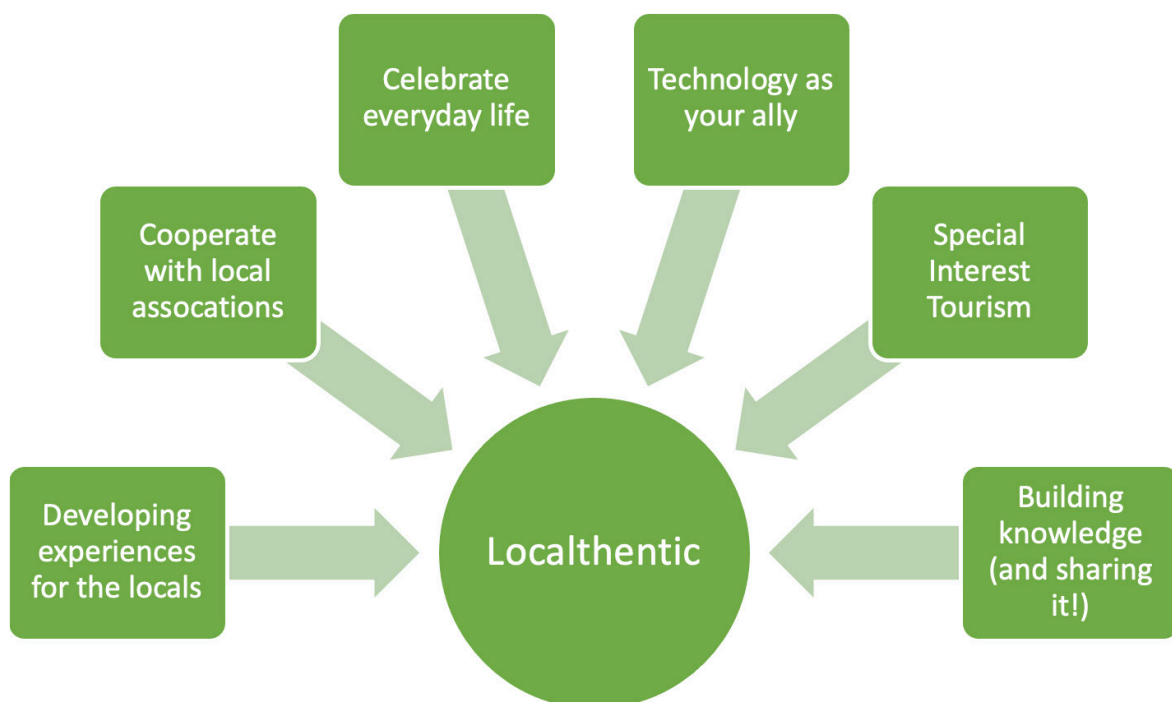 Celebrate
everyday life
Technology as
your ally
Cooperate
with local
assocations
Special
Interest
Tourism
Developing
experiences
for the locals
Localthentic
Building
knowledge
(and sharing
it!)